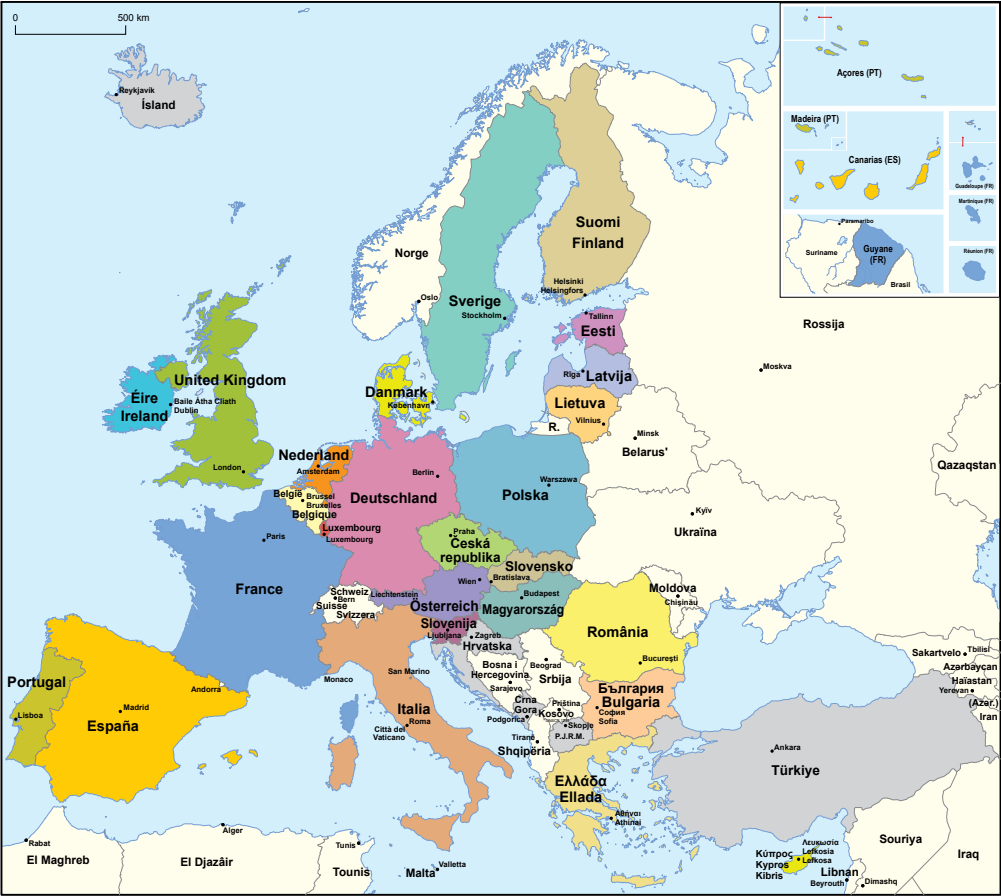 0
500 km
Reykjavík
Ísland
Açores (PT)
Madeira (PT)
Canarias (ES)
Guadeloupe (FR)
Martinique (FR)
Réunion (FR)
Paramaribo
Suriname
Guyane
(FR)
Brasil
Norge
Oslo
Sverige
Stockholm
Suomi
Finland
Helsinki
Helsingfors
Tallinn
Eesti
Rīga
Latvija
Lietuva
Vilnius
R.
Rossija
Moskva
Minsk
Belarus'
Qazaqstan
Kyïv
Ukraïna
United Kingdom
London
Éire
Ireland
Baile Átha Cliath
Dublin
Danmark
København
Nederland
Amsterdam
België
Brussel
Bruxelles
Belgique
Luxembourg
Luxembourg
Berlin
Deutschland
Warszawa
Polska
Praha
Česká
republika
Slovensko
Bratislava
Wien
Österreich
Budapest
Magyarország
Paris
France
Schweiz
Bern
Suisse
Svizzera
Liechtenstein
Slovenija
Ljubljana
Zagreb
Hrvatska
Bosna i
Hercegovina
Sarajevo
Beograd
Srbija
Crna
Gora
Podgorica
Priština
Kosovo
Skopje
P.J.R.M.
Tiranë
Shqipëria
România
București
Moldova
Chișinău
България
Bulgaria
София
Sofia
Ελλάδα
Ellada
Αθήναι
Athinai
Portugal
Lisboa
Madrid
España
Andorra
Monaco
San Marino
Italia
Roma
Città del
Vaticano
Valletta
Malta
Rabat
El Maghreb
Alger
El Djazâir
Tunis
Tounis
Ankara
Türkiye
Sakartvelo
Tbilisi
Azerbaycan
Haïastan
Yerevan
(Azer.)
Iran
Iraq
Souriya
Dimashq
Libnan
Beyrouth
Κύπρος
Kypros
Kibris
Λευκωσία
Lefkosia
Lefkosa